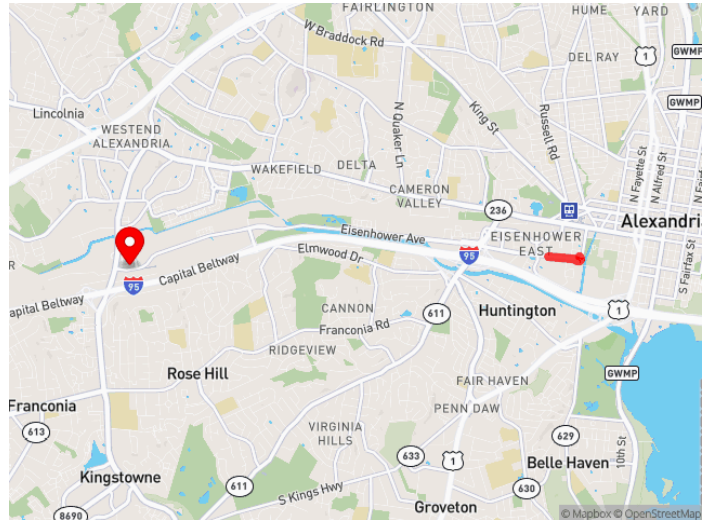 FAIRLINGTON
HUME
YARD
W Braddock Rd
1
GWMP
DEL RAY
Lincolnia
N Quaker Ln
King St
Russell Rd
GWMP
WESTEND
ALEXANDRIA
N Fayette St
N Alfred St
WAKEFIELD
DELTA
CAMERON
VALLEY
236
Alexandria
Eisenhower Ave
EISENHOWER
EAST
Elmwood Dr
95
Capital Beltway
S Fairfax St
95
Capital Beltway
CANNON
611
Huntington
1
Franconia Rd
RIDGEVIEW
Rose Hill
FAIR HAVEN
GWMP
Franconia
PENN DAW
613
VIRGINIA
HILLS
629
10th St
633
1
Belle Haven
Kingstowne
611
S Kings Hwy
630
8690
Groveton
© Mapbox © OpenStreetMap